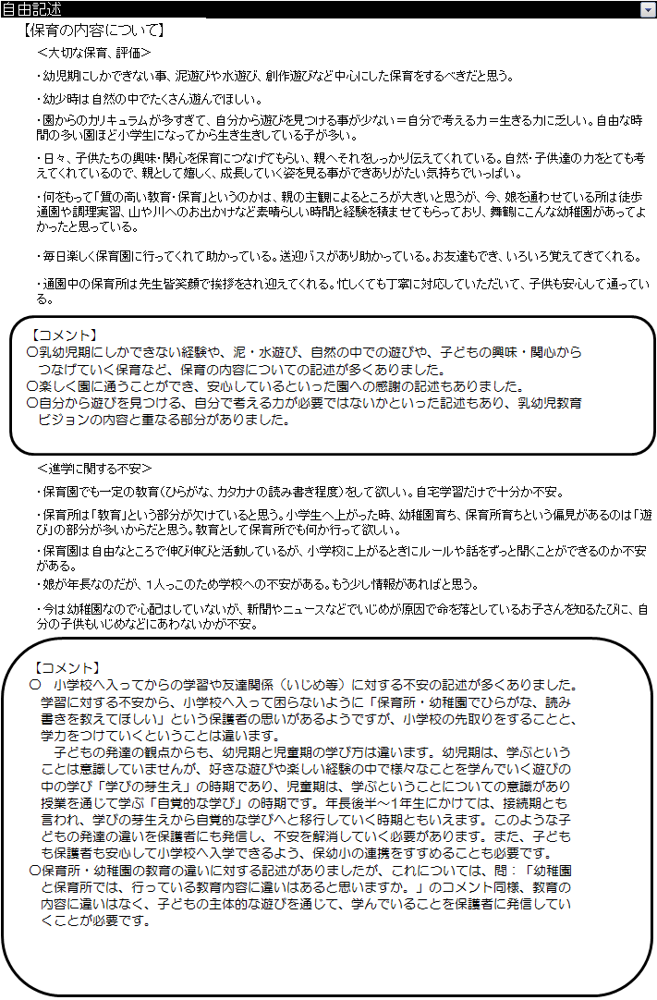 自由記述
【保育の内容について】
＜大切な保育、評価＞
・幼児期にしかできない事、泥遊びや水遊び、創作遊びなど中心にした保育をするべきだと思う。
・幼少時は自然の中でたくさん遊んでほしい。
・園からのカリキュラムが多すぎて、自分から遊びを見つける事が少ない＝自分で考える力＝生きる力に乏しい。自由な時
間の多い園ほど小学生になってから生き生きしている子が多い。
・日々、子供たちの興味・関心を保育につなげてもらい、親へそれをしっかり伝えてくれている。自然・子供達の力をとても考
えてくれているので、親として嬉しく、成長していく姿を見る事ができありがたい気持ちでいっぱい。
・何をもって「質の高い教育・保育」というのかは、親の主観によるところが大きいと思うが、今、娘を通わせている所は徒歩
通園や調理実習、山や川へのお出かけなど素晴らしい時間と経験を積ませてもらっており、舞鶴にこんな幼稚園があってよ
かったと思っている。
・毎日楽しく保育園に行ってくれて助かっている。送迎バスがあり助かっている。お友達もでき、いろいろ覚えてきてくれる。
・通園中の保育所は先生皆笑顔で挨拶をされ迎えてくれる。忙しくても丁寧に対応していただいて、子供も安心して通ってい
る。
【コメント】
○乳幼児期にしかできない経験や、泥・水遊び、自然の中での遊びや、子どもの興味・関心から
つなげていく保育など、保育の内容についての記述が多くありました。
○楽しく園に通うことができ、安心しているといった園への感謝の記述もありました。
○自分から遊びを見つける、自分で考える力が必要ではないかといった記述もあり、乳幼児教育
ビジョンの内容と重なる部分がありました。
＜進学に関する不安＞
・保育園でも一定の教育（ひらがな、カタカナの読み書き程度）をして欲しい。自宅学習だけで十分か不安。
・保育所は「教育」という部分が欠けていると思う。小学生へ上がった時、幼稚園育ち、保育所育ちという偏見があるのは「遊
び」の部分が多いからだと思う。教育として保育所でも何か行って欲しい。
・保育園は自由なところで伸び伸びと活動しているが、小学校に上がるときにルールや話をずっと聞くことができるのか不安
がある。
・娘が年長なのだが、１人っこのため学校への不安がある。もう少し情報があればと思う。
・今は幼稚園なので心配はしていないが、新聞やニュースなどでいじめが原因で命を落としているお子さんを知るたびに、自
分の子供もいじめなどにあわないかが不安。
【コメント】
○　小学校へ入ってからの学習や友達関係（いじめ等）に対する不安の記述が多くありました。
学習に対する不安から、小学校へ入って困らないように「保育所・幼稚園でひらがな、読み
書きを教えてほしい」という保護者の思いがあるようですが、小学校の先取りをすることと、
学力をつけていくということは違います。
　子どもの発達の観点からも、幼児期と児童期の学び方は違います。幼児期は、学ぶという
ことは意識していませんが、好きな遊びや楽しい経験の中で様々なことを学んでいく遊びの
中の学び「学びの芽生え」の時期であり、児童期は、学ぶということについての意識があり
授業を通じて学ぶ「自覚的な学び」の時期です。年長後半～1年生にかけては、接続期とも
言われ、学びの芽生えから自覚的な学びへと移行していく時期ともいえます。このような子
どもの発達の違いを保護者にも発信し、不安を解消していく必要があります。また、子ども
も保護者も安心して小学校へ入学できるよう、保幼小の連携をすすめることも必要です。
○保育所・幼稚園の教育の違いに対する記述がありましたが、これについては、問：「幼稚園
と保育所では、行っている教育内容に違いはあると思いますか。」のコメント同様、教育の
内容に違いはなく、子どもの主体的な遊びを通じて、学んでいることを保護者に発信してい
くことが必要です。